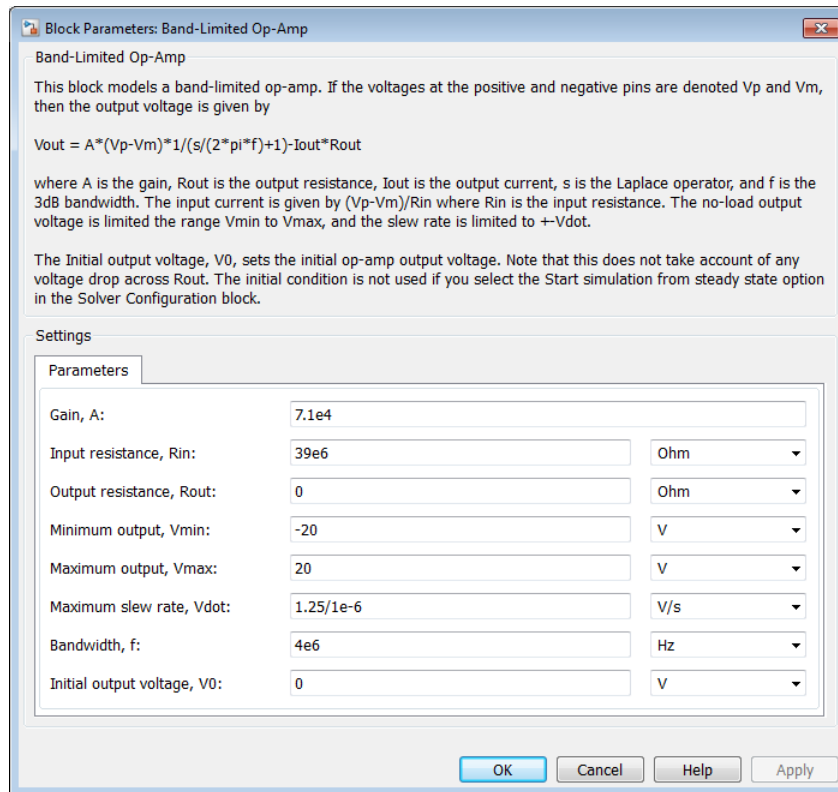 Block Parameters: Band-Limited Op-Amp
Band-Limited Op-Amp
This block models a band-limited op-amp. If the voltages at the positive and negative pins are denoted Vp and Vm,
then the output voltage is given by
Vout = A*(Vp-Vm)*1/(s/(2*pi*f)+1)-Iout*Rout
where A is the gain, Rout is the output resistance, Iout is the output current, s is the Laplace operator, and f is the
3dB bandwidth. The input current is given by (Vp-Vm)/Rin where Rin is the input resistance. The no-load output
voltage is limited the range Vmin to Vmax, and the slew rate is limited to +-Vdot.
The Initial output voltage, V0, sets the initial op-amp output voltage. Note that this does not take account of any
voltage drop across Rout. The initial condition is not used if you select the Start simulation from steady state option
in the Solver Configuration block.
Settings
Parameters
Gain, A: 7.1e4
Input resistance, Rin: 39e6 Ohm
Output resistance, Rout: 0 Ohm
Minimum output, Vmin: -20 V
Maximum output, Vmax: 20 V
Maximum slew rate, Vdot: 1.25/1e-6 V/s
Bandwidth, f: 4e6 Hz
Initial output voltage, V0: 0 V
OK Cancel Help Apply